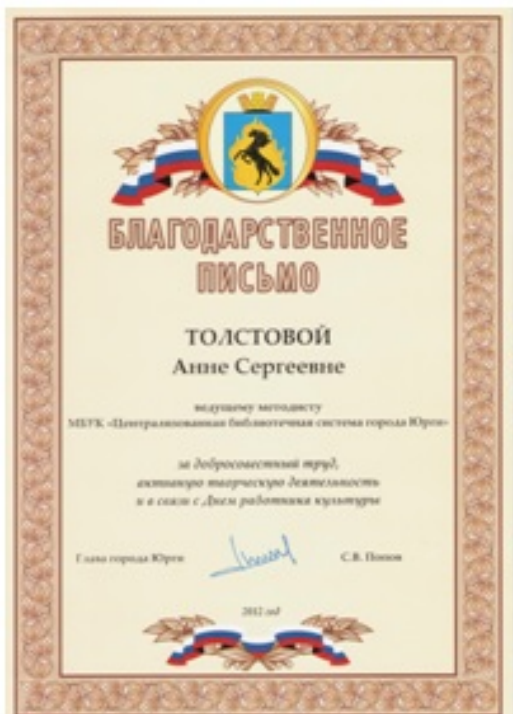 БЛАГОДАРСТВЕННОЕ
ПИСЬМО
ТОЛСТОВОЙ
Анне Сергеевне
ведущему методисту
МБУК «Централизованная библиотечная система города Юрги»
за добросовестный труд,
активную творческую деятельность
и в связи с Днем работника культуры
Глава города Юрги
С.В. Попов
2012 год